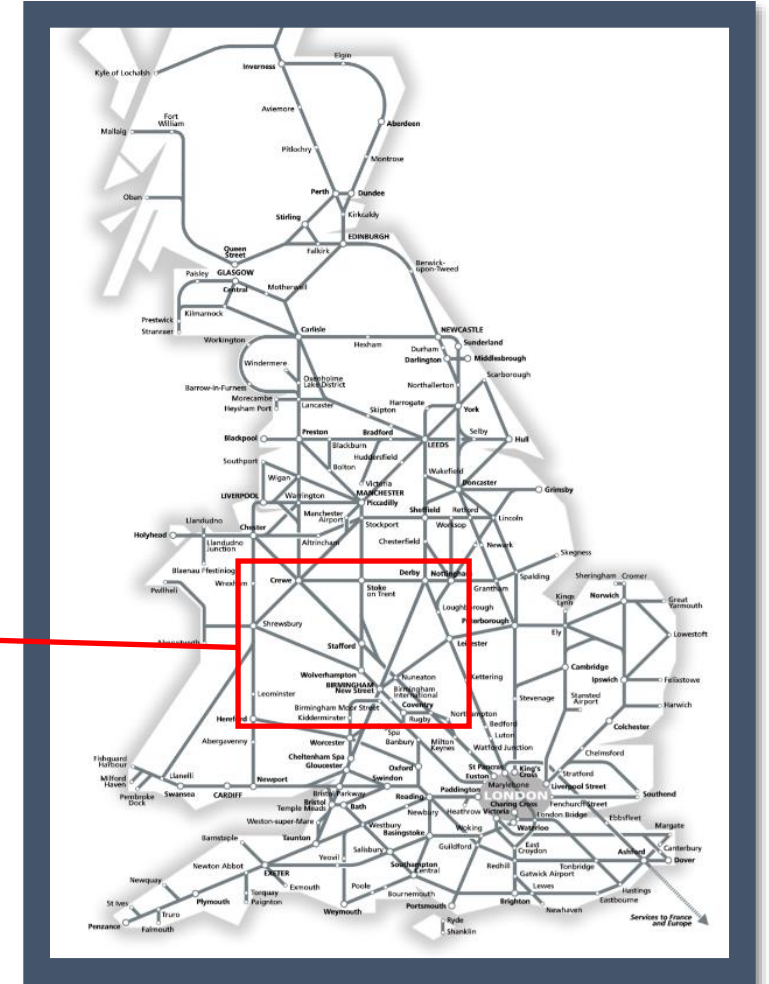 Elgin
Inverness
Kyle of Lochalsh
Aviemore
Fort
William
Mallaig
Aberdeen
Pitlochry
Montrose
Perth
Dundee
Oban
Stirling
Kirkcaldy
EDINBURGH
Queen
Street
Falkirk
Berwick-
upon-Tweed
Paisley
GLASGOW
Central
Motherwell
Kilmarnock
Prestwick
Stranraer
Carlisle
NEWCASTLE
Workington
Hexham
Sunderland
Durham
Darlington
Middlesbrough
Windermere
Scarborough
Oxenholme
Lake District
Barrow-in-Furness
Northallerton
Morecambe
Heysham Port
Lancaster
Harrogate
York
Skipton
Blackpool
Preston
Bradford
Selby
Blackburn
LEEDS
Hull
Huddersfield
Southport
Bolton
Wakefield
Wigan
Victoria
Doncaster
LIVERPOOL
Warrington
MANCHESTER
Piccadilly
Grimsby
Manchester
Airport
Sheffield
Retford
Llandudno
Stockport
Worksop
Lincoln
Holyhead
Chester
Llandudno
Junction
Altrincham
Chesterfield
Newark
Blaenau Ffestiniog
Skegness
Wrexham
Crewe
Derby
Nottingham
Spalding
Sheringham
Cromer
Pwllheli
Stoke
on Trent
Grantham
Kings
Lynn
Norwich
Great
Yarmouth
Loughborough
Shrewsbury
Peterborough
Ely
Lowestoft
Stafford
Leicester
Wolverhampton
Nuneaton
Kettering
Cambridge
BIRMINGHAM
New Street
Birmingham
International
Ipswich
Felixstowe
Leominster
Stevenage
Stansted
Airport
Birmingham Moor Street
Coventry
Harwich
Hereford
Kidderminster
Rugby
Northampton
Bedford
Colchester
Abergavenny
Worcester
Spa
Banbury
Milton
Keynes
Luton
Watford Junction
Chelmsford
Fishguard
Harbour
Cheltenham Spa
Gloucester
Oxford
St Pancras
King's
Cross
Euston
Stratford
Milford
Haven
Llanelli
Newport
Swindon
Paddington
Marylebone
Liverpool Street
Pembroke
Dock
Swansea
CARDIFF
Bristol Parkway
Reading
LONDON
Southend
Bristol
Temple Meads
Bath
Newbury
Heathrow
Victoria
Charing Cross
Fenchurch Street
Weston-super-Mare
London Bridge
Ebbsfleet
Westbury
Basingstoke
Woking
Waterloo
Margate
Barnstaple
Taunton
Salisbury
Guildford
East
Croydon
Canterbury
Yeovil
Ashford
Dover
Newton Abbot
Southampton
Central
Redhill
Tonbridge
EXETER
Gatwick Airport
Newquay
Exmouth
Poole
Bournemouth
Lewes
Hastings
St Ives
Plymouth
Torquay
Paignton
Eastbourne
Truro
Weymouth
Portsmouth
Brighton
Newhaven
Penzance
Falmouth
Ryde
Shanklin
Services to France
and Europe